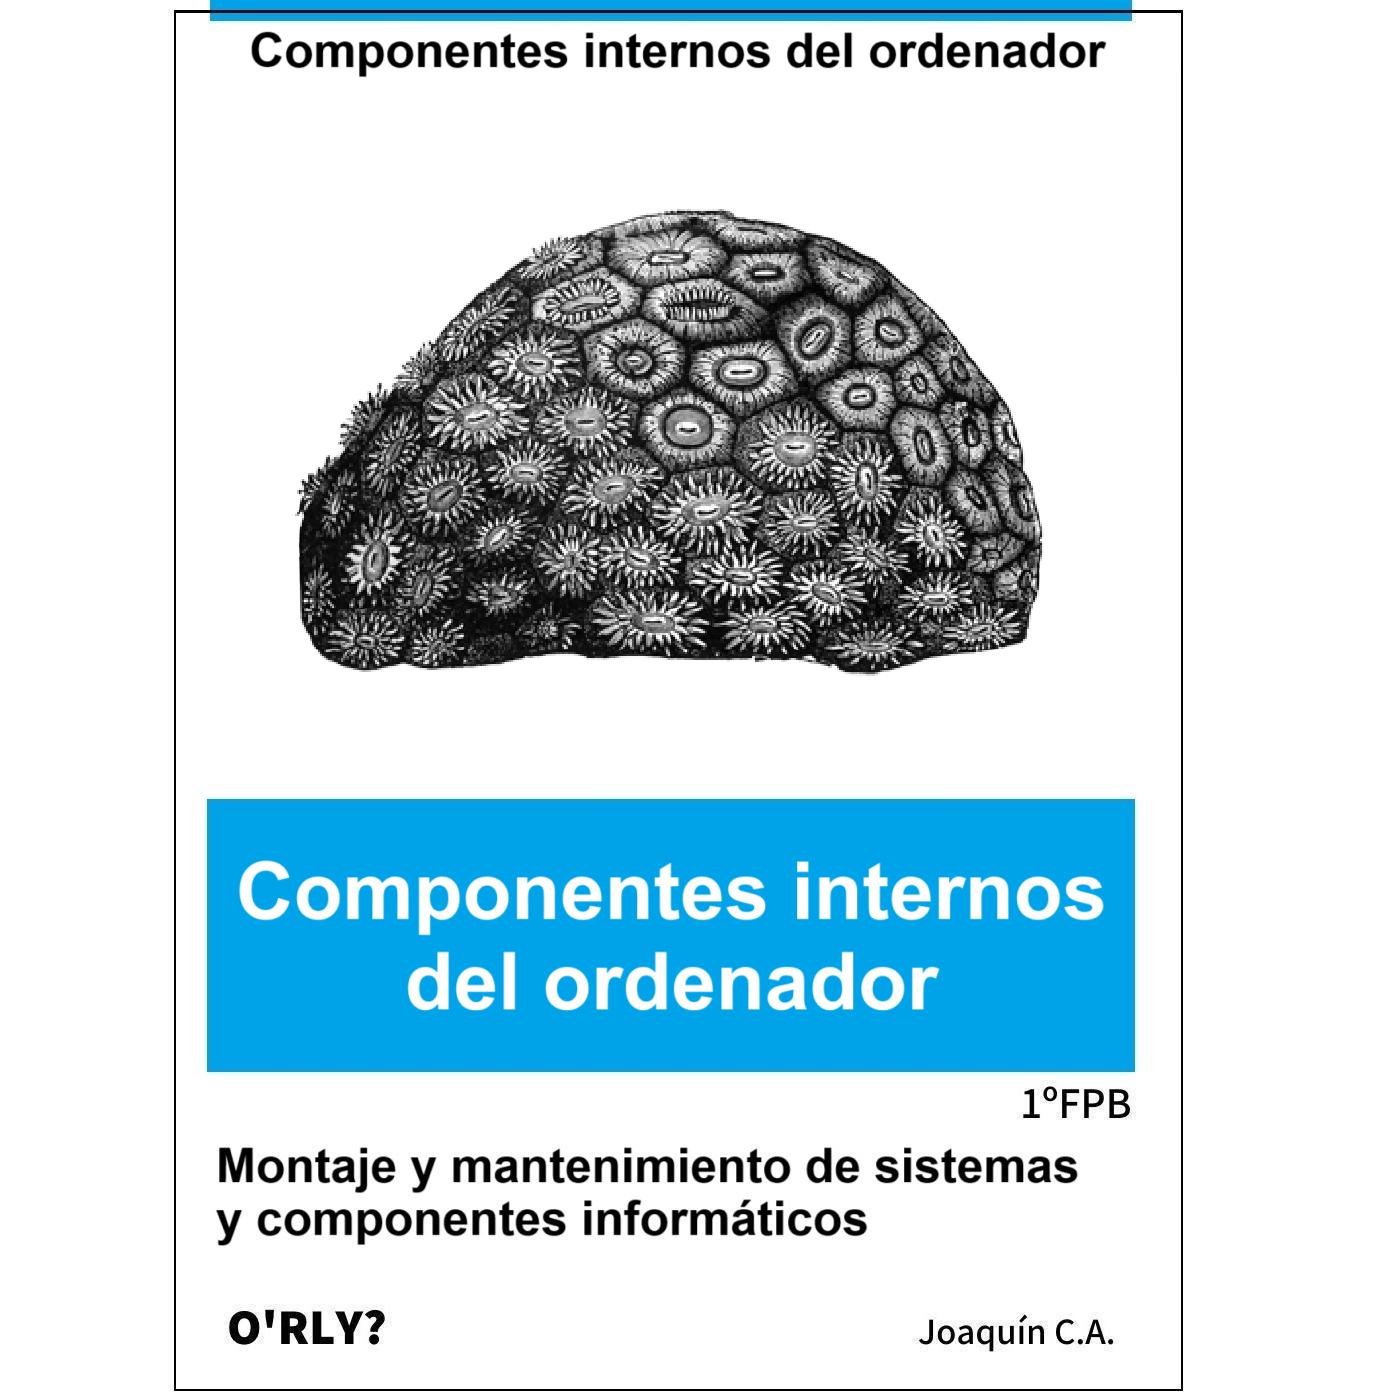 Componentes internos del ordenador
Componentes internos
del ordenador
1ºFPB
Montaje y mantenimiento de sistemas
y componentes informáticos
O'RLY?
Joaquín C.A.